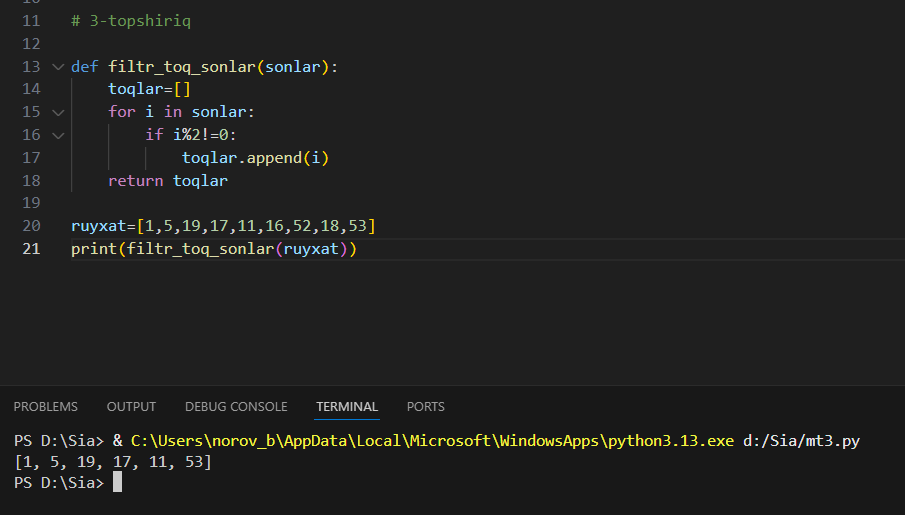 10
11 # 3-topshiriq
12
13 def filtr_toq_sonlar(sonlar):
14     toqlar=[]
15     for i in sonlar:
16         if i%2!=0:
17             toqlar.append(i)
18     return toqlar
19
20 ruyxat=[1,5,19,17,11,16,52,18,53]
21 print(filtr_toq_sonlar(ruyxat))
PROBLEMS OUTPUT DEBUG CONSOLE TERMINAL PORTS
PS D:\Sia> & C:\Users\norov_b\AppData\Local\Microsoft\WindowsApps\python3.13.exe d:/Sia/mt3.py
[1, 5, 19, 17, 11, 53]
PS D:\Sia>